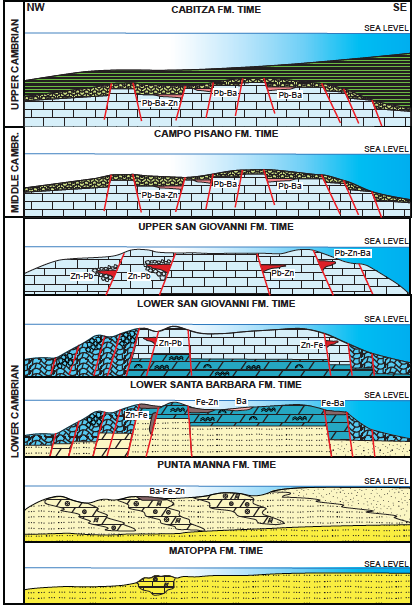 NW
CABITZA FM. TIME
SE
SEA LEVEL
UPPER CAMBRIAN
Pb-Ba-Zn
Pb-Ba
Pb-Ba
CAMPO PISANO FM. TIME
SEA LEVEL
MIDDLE CAMBR.
Pb-Ba-Zn
Pb-Ba
Pb-Ba
UPPER SAN GIOVANNI FM. TIME
SEA LEVEL
Pb-Zn-Ba
Zn-Pb
Zn-Pb
Pb-Zn
LOWER SAN GIOVANNI FM. TIME
SEA LEVEL
Zn-Pb
Zn-Fe
LOWER CAMBRIAN
LOWER SANTA BARBARA FM. TIME
SEA LEVEL
Fe-Zn
Ba
Fe-Ba
Zn-Fe
PUNTA MANNA FM. TIME
SEA LEVEL
Ba-Fe-Zn
MATOPPA FM. TIME
SEA LEVEL